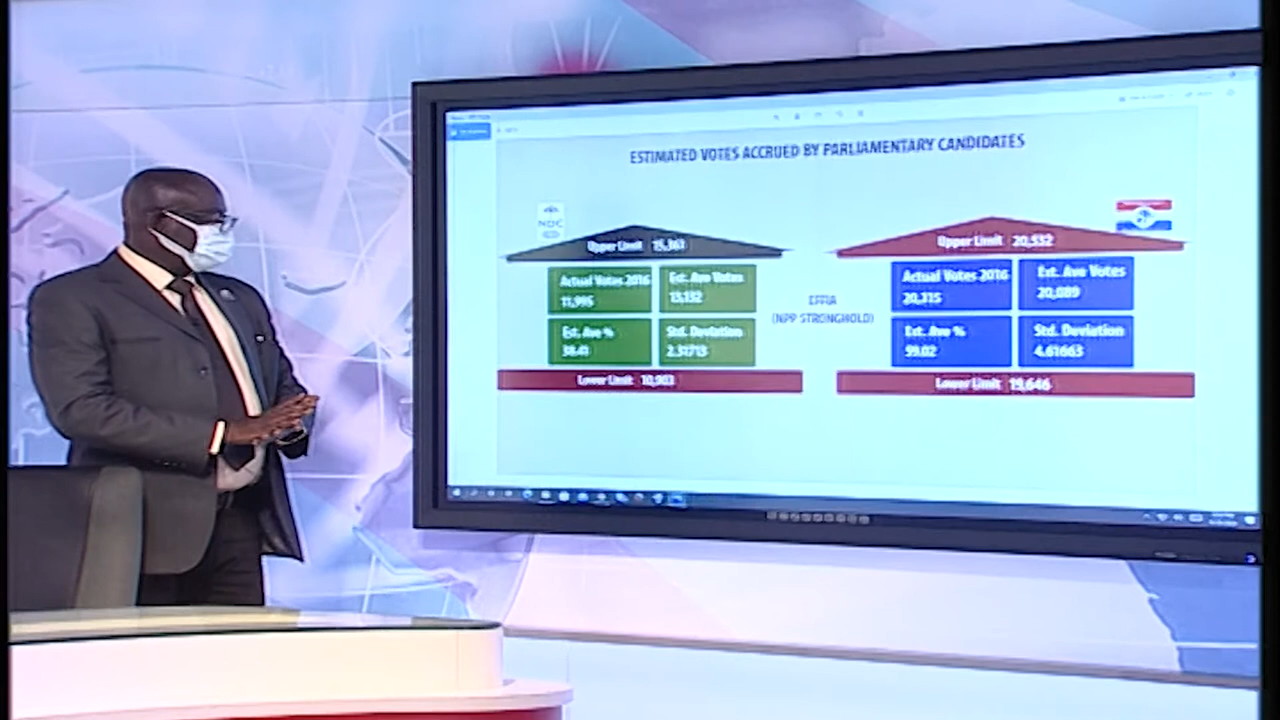 ESTIMATED VOTES ACCRUED BY PARLIAMENTARY CANDIDATES
NDC
Upper Limit 15,361
Actual Votes 2016
11,995
Est. Ave Votes
13,132
Est. Ave %
38.41
Std. Deviation
2.31713
Lower Limit 10,903
EFFIA
(NPP STRONGHOLD)
Upper Limit 20,532
Actual Votes 2016
20,315
Est. Ave Votes
20,089
Est. Ave %
59.02
Std. Deviation
4.61663
Lower Limit 19,646